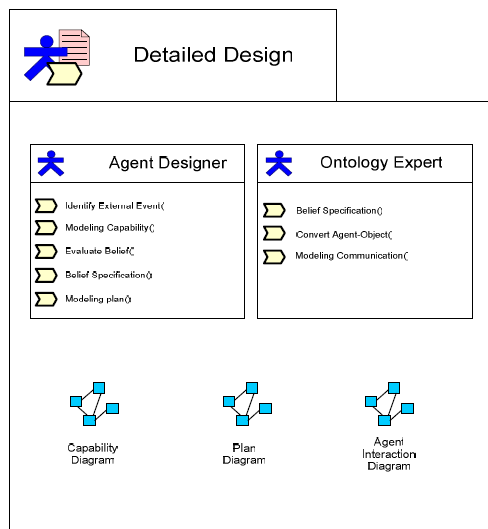 Detailed Design
Agent Designer
Identify External Event(
Modeling Capability()
Evaluate Belief(
Belief Specification()
Modeling plan()
Ontology Expert
Belief Specification()
Convert Agent-Object(
Modeling Communication(
Capability
Diagram
Plan
Diagram
Agent
Interaction
Diagram